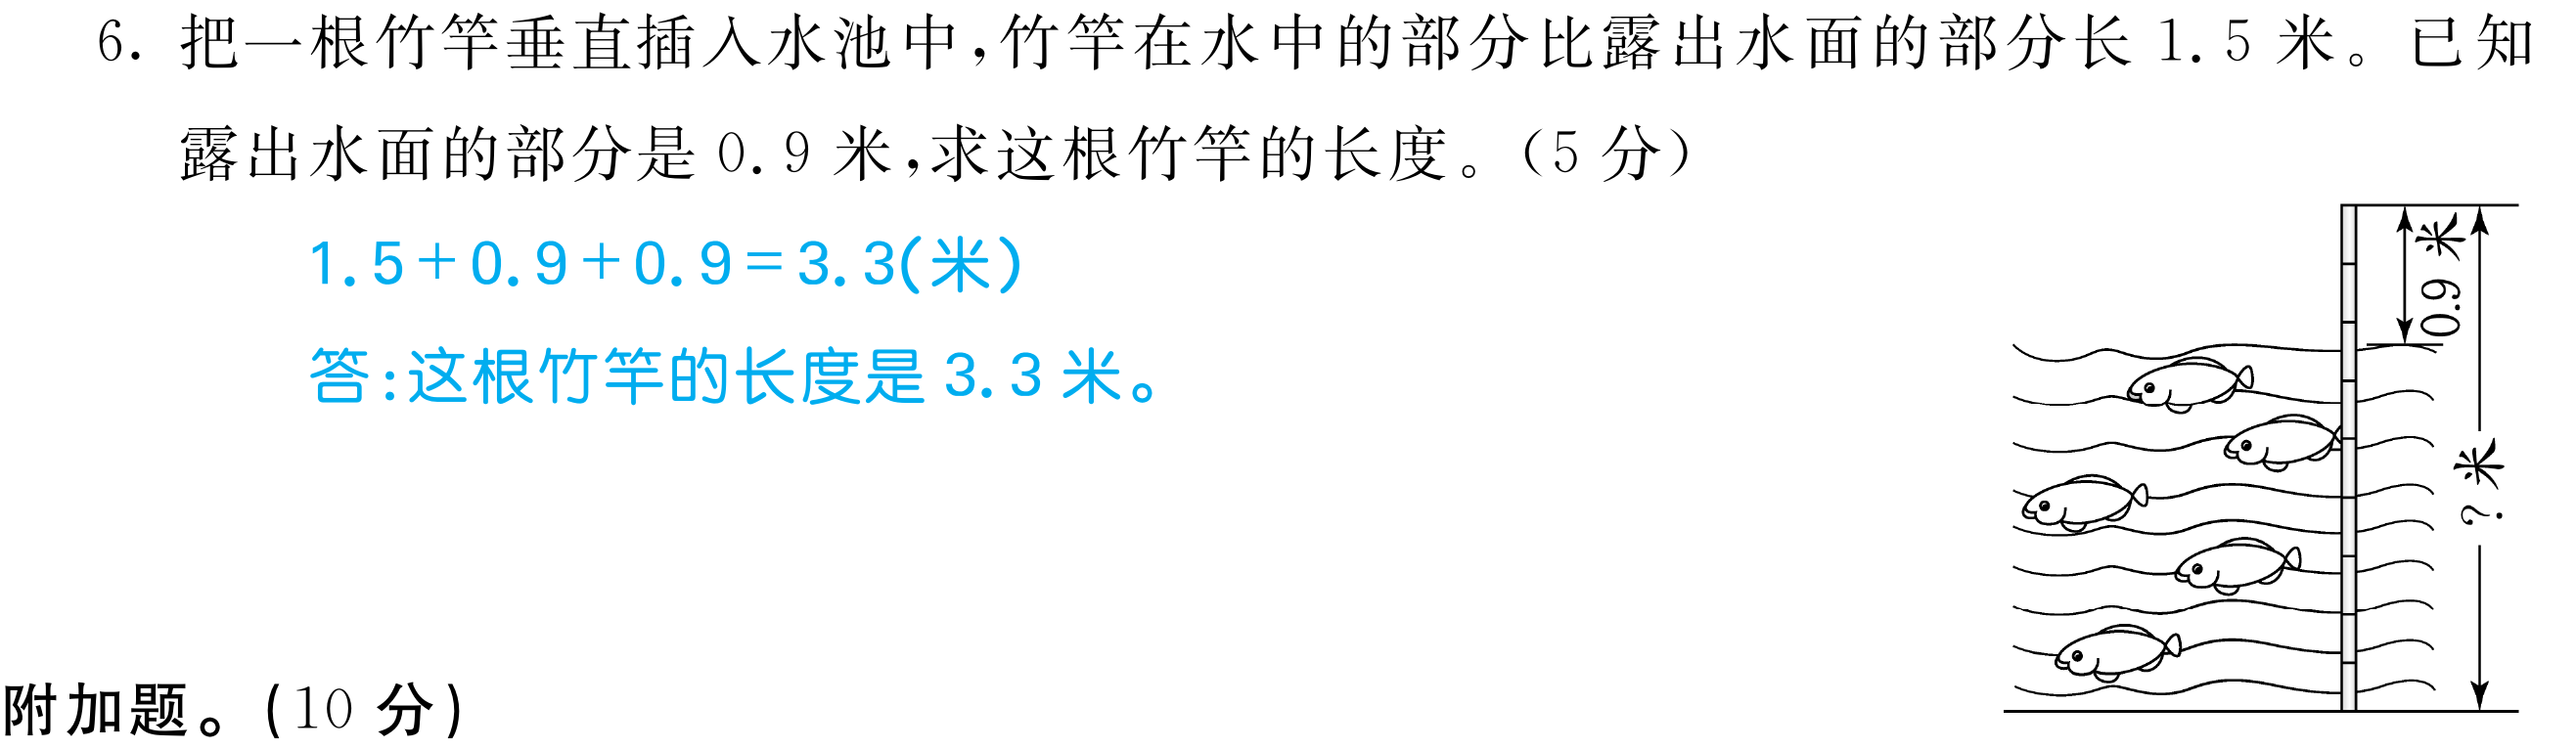 6. 把一根竹竿垂直插入水池中,竹竿在水中的部分比露出水面的部分长 1.5 米。已知
露出水面的部分是 0.9 米,求这根竹竿的长度。(5 分)
1.5+0.9+0.9=3.3(米)
答:这根竹竿的长度是 3.3 米。
0.9 米
? 米
附加题。(10 分)